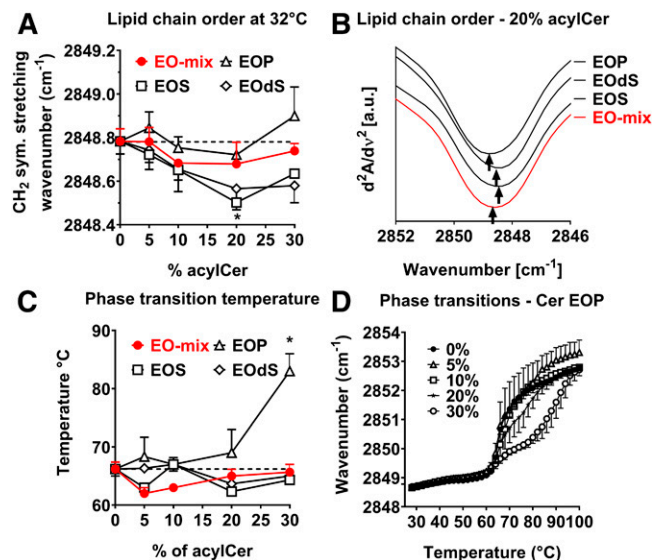 A Lipid chain order at 32°C
CH₂ sym. stretching
wavenumber (cm⁻¹)
2849.2
2849.0
2848.8
2848.6
2848.4
EO-mix EOP
EOS EOdS
*
0 5 10 20 30
% acylCer
B Lipid chain order - 20% acylCer
d²A/dν² [a.u.]
EOP
EOdS
EOS
EO-mix
2852 2850 2848 2846
Wavenumber [cm⁻¹]
C Phase transition temperature
Temperature °C
90
80
70
60
EO-mix EOP
EOS EOdS
*
0 5 10 20 30
% of acylCer
D Phase transitions - Cer EOP
Wavenumber (cm⁻¹)
2854
2853
2852
2851
2850
2849
2848
0%
5%
10%
20%
30%
30 40 50 60 70 80 90 100
Temperature (°C)